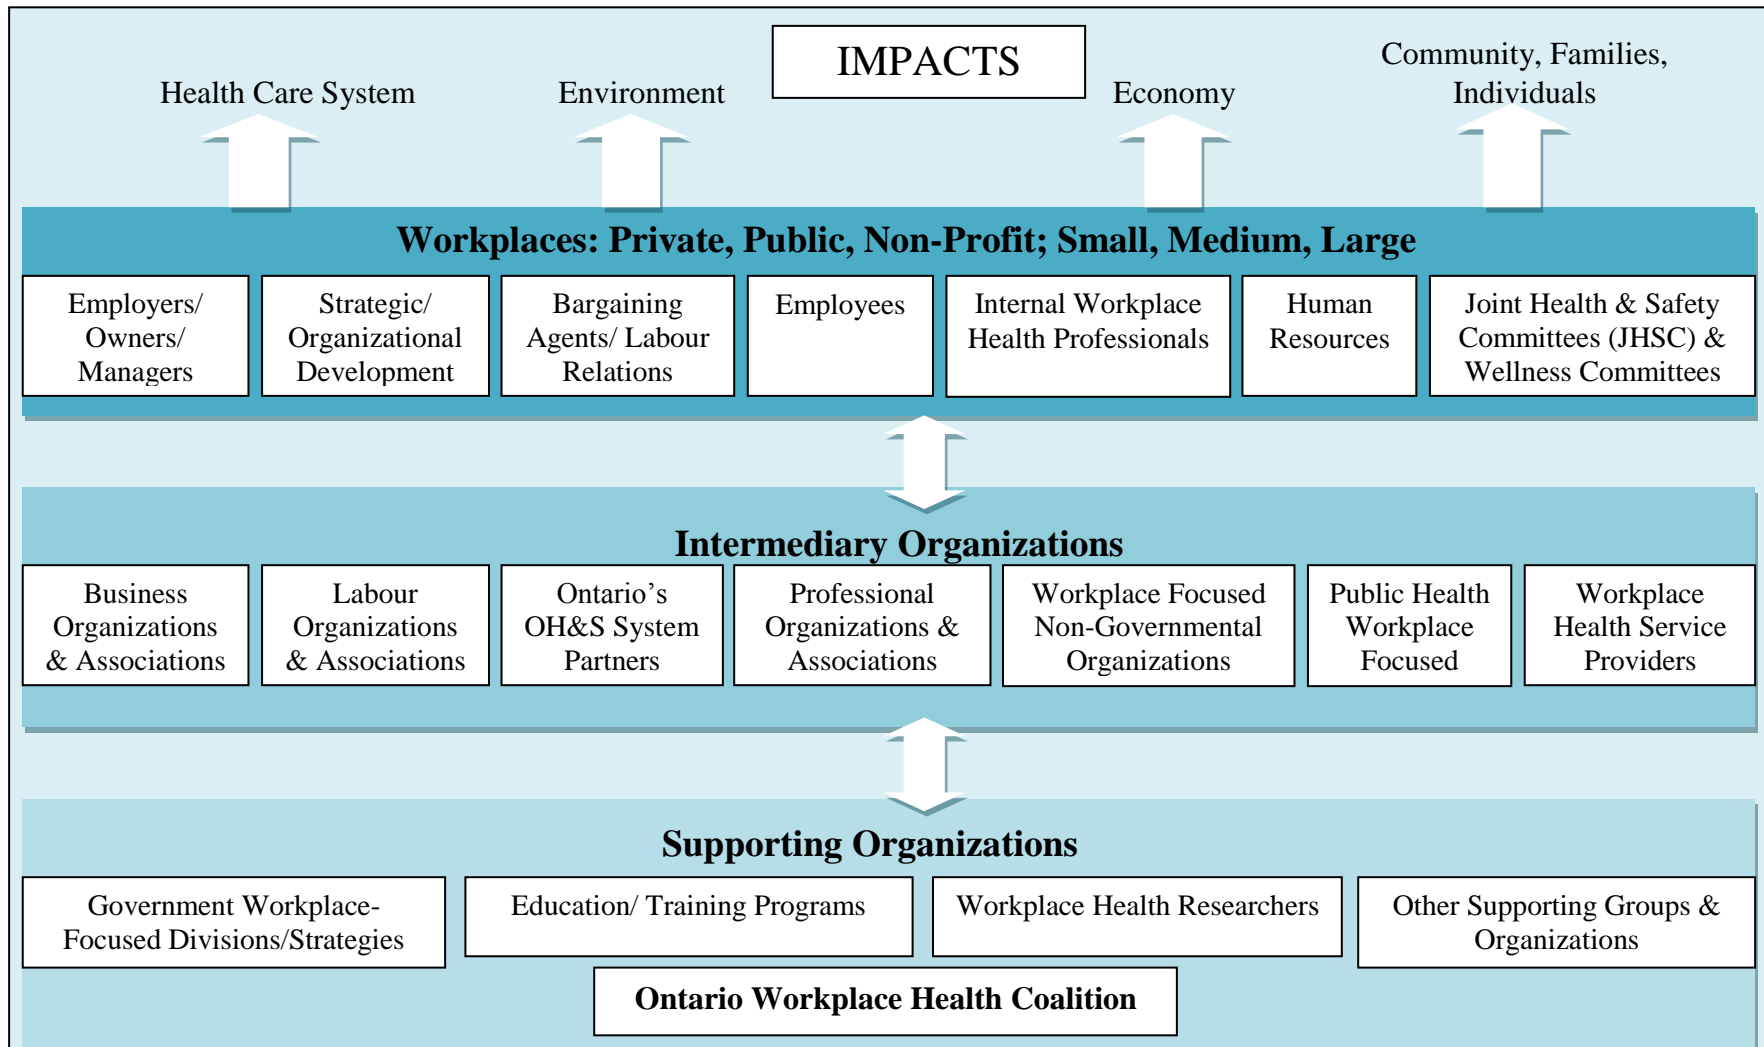 IMPACTS
Health Care System
Environment
Economy
Community, Families,
Individuals
Workplaces: Private, Public, Non-Profit; Small, Medium, Large
Employers/
Owners/
Managers
Strategic/
Organizational
Development
Bargaining
Agents/ Labour
Relations
Employees
Internal Workplace
Health Professionals
Human
Resources
Joint Health & Safety
Committees (JHSC) &
Wellness Committees
Intermediary Organizations
Business
Organizations
& Associations
Labour
Organizations
& Associations
Ontario’s
OH&S System
Partners
Professional
Organizations &
Associations
Workplace Focused
Non-Governmental
Organizations
Public Health
Workplace
Focused
Workplace
Health Service
Providers
Supporting Organizations
Government Workplace-
Focused Divisions/Strategies
Education/ Training Programs
Workplace Health Researchers
Other Supporting Groups &
Organizations
Ontario Workplace Health Coalition